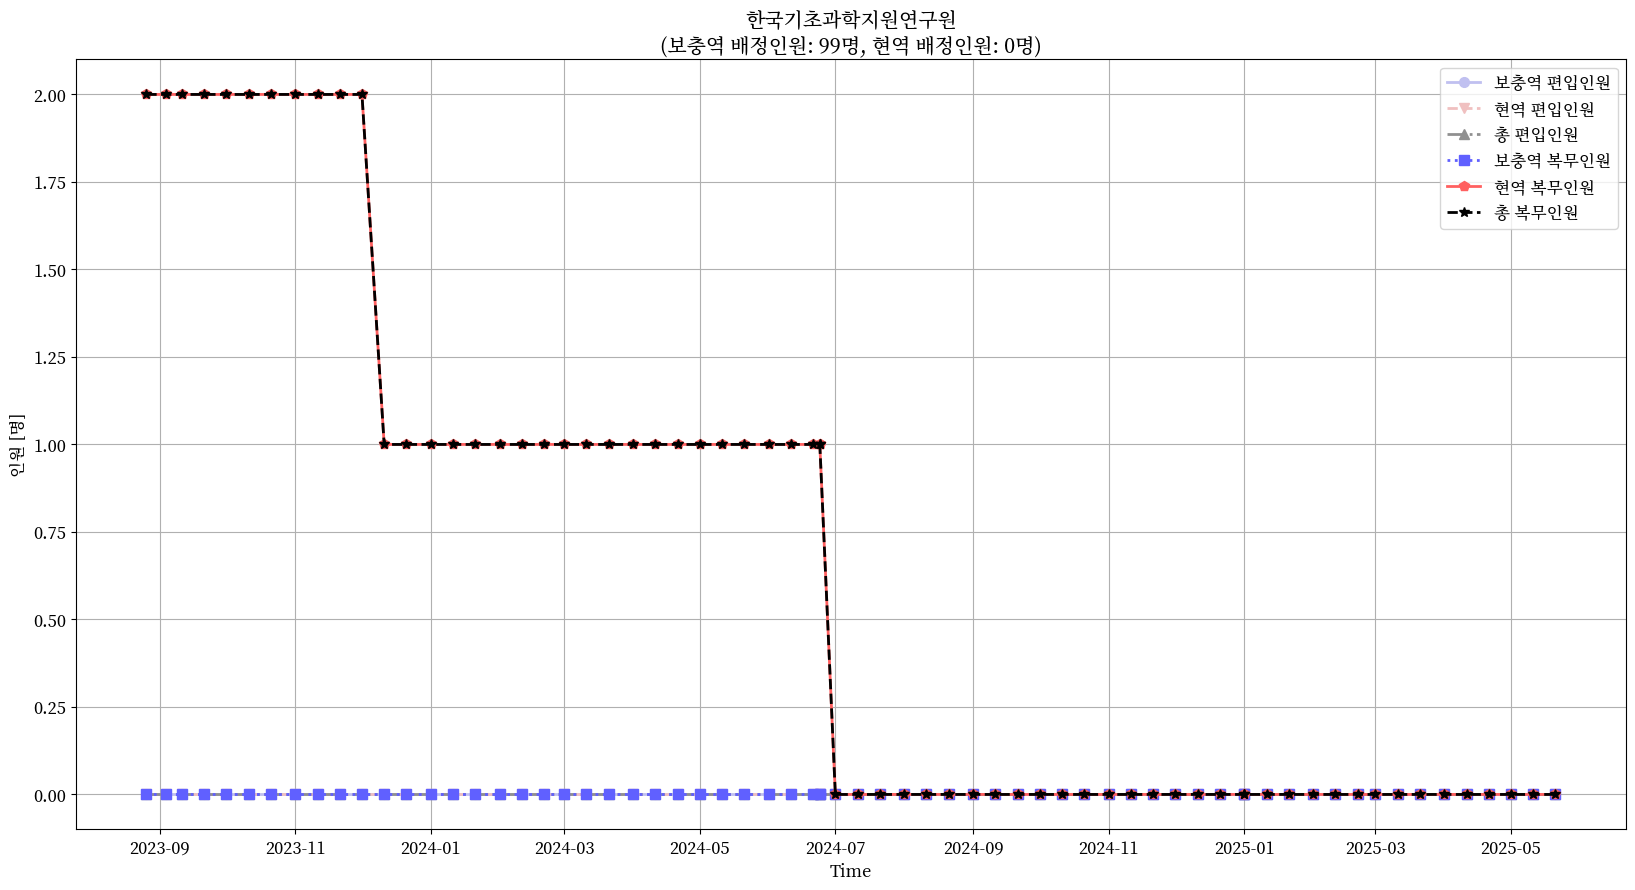 한국기초과학지원연구원
(보충역 배정인원: 99명, 현역 배정인원: 0명)
보충역 편입인원
현역 편입인원
총 편입인원
보충역 복무인원
현역 복무인원
총 복무인원
2.00
1.75
1.50
1.25
1.00
0.75
0.50
0.25
0.00
인원 [명]
2023-09 2023-11 2024-01 2024-03 2024-05 2024-07 2024-09 2024-11 2025-01 2025-03 2025-05
Time